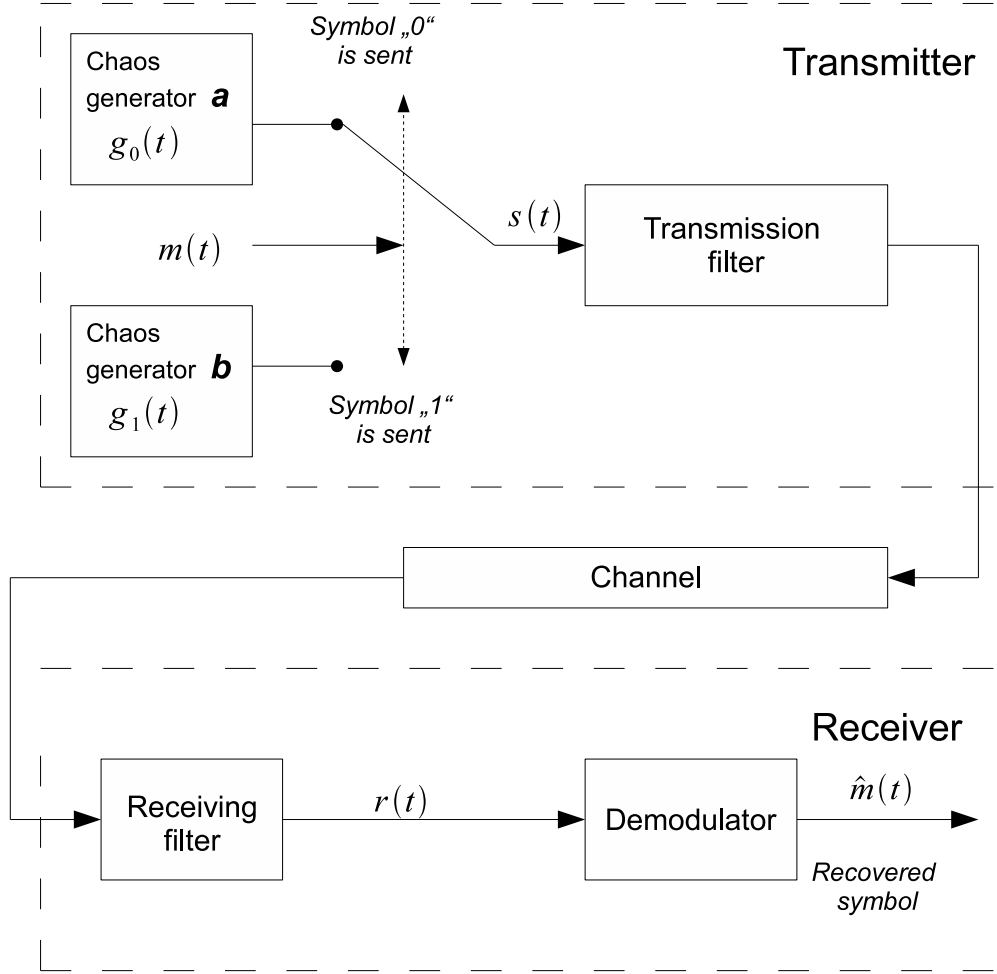 Symbol „0“
is sent
Transmitter
Chaos
generator a
g₀(t)
s(t)
Transmission
filter
m(t)
Chaos
generator b
g₁(t)
Symbol „1“
is sent
Channel
Receiver
Receiving
filter
r(t)
Demodulator
m̂(t)
Recovered
symbol